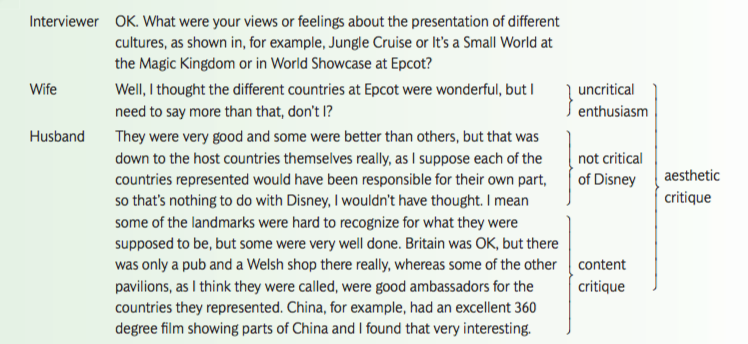 Interviewer OK. What were your views or feelings about the presentation of different
cultures, as shown in, for example, Jungle Cruise or It's a Small World at
the Magic Kingdom or in World Showcase at Epcot?
Wife Well, I thought the different countries at Epcot were wonderful, but I
need to say more than that, don't I?
uncritical
enthusiasm
Husband They were very good and some were better than others, but that was
down to the host countries themselves really, as I suppose each of the
countries represented would have been responsible for their own part,
so that's nothing to do with Disney, I wouldn't have thought. I mean
some of the landmarks were hard to recognize for what they were
supposed to be, but some were very well done. Britain was OK, but there
was only a pub and a Welsh shop there really, whereas some of the other
pavilions, as I think they were called, were good ambassadors for the
countries they represented. China, for example, had an excellent 360
degree film showing parts of China and I found that very interesting.
not critical
of Disney
content
critique
aesthetic
critique